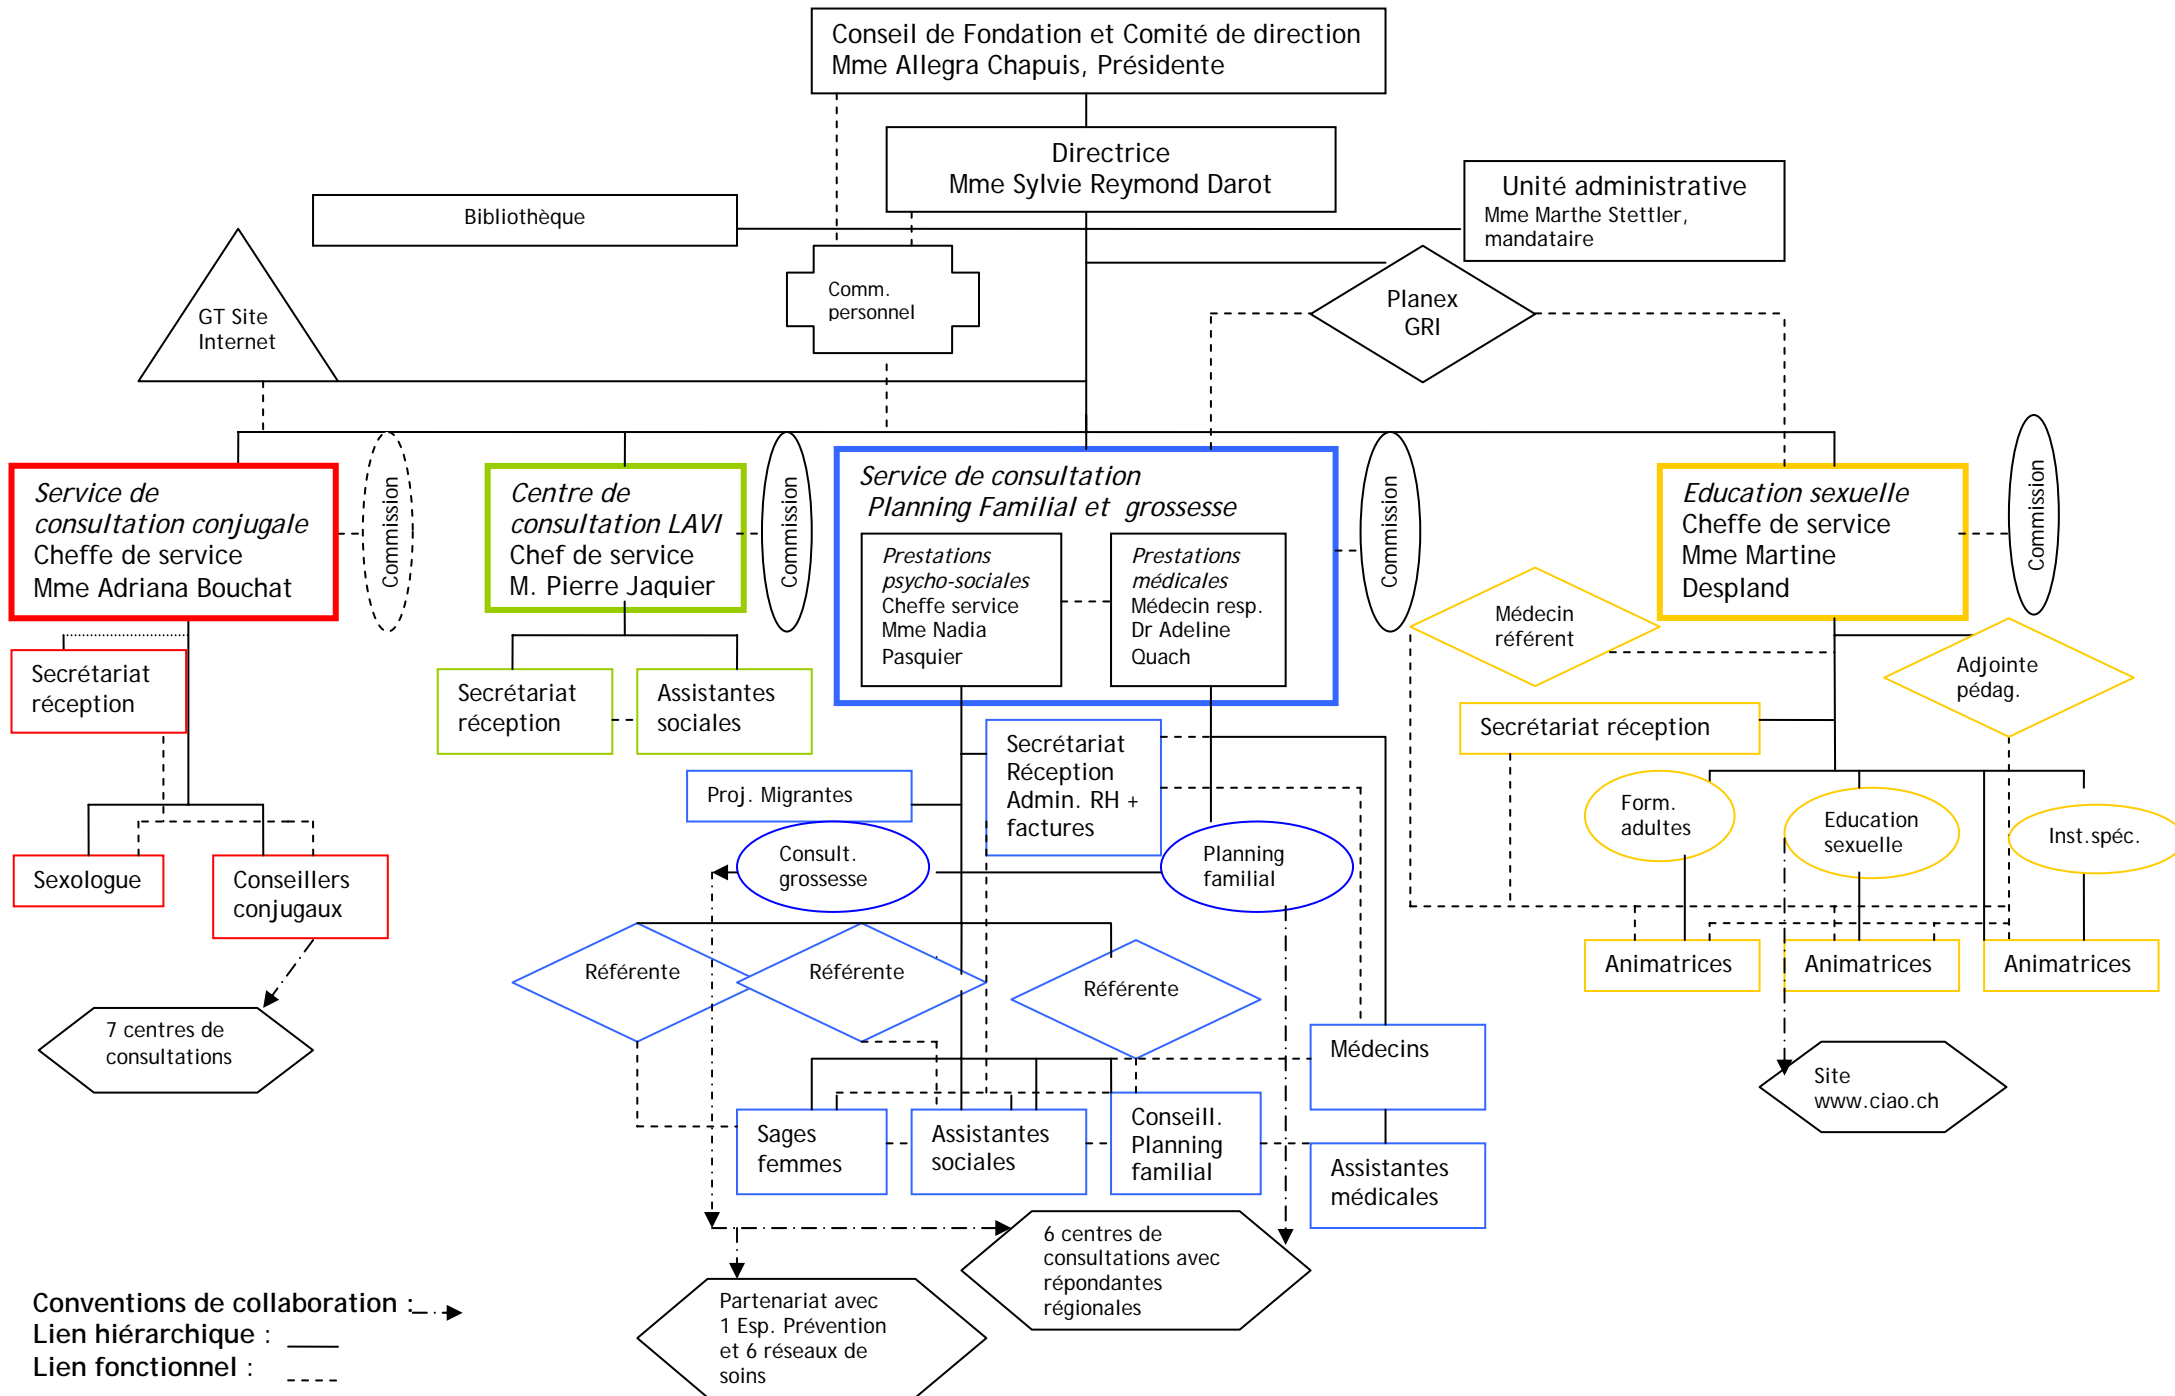 Conseil de Fondation et Comité de direction
Mme Allegra Chapuis, Présidente
Directrice
Mme Sylvie Reymond Darot
Unité administrative
Mme Marthe Stettler,
mandataire
Bibliothèque
GT Site
Internet
Comm.
personnel
Planex
GRI
Service de
consultation conjugale
Cheffe de service
Mme Adriana Bouchat
Commission
Centre de
consultation LAVI
Chef de service
M. Pierre Jaquier
Commission
Service de consultation
Planning Familial et grossesse
Prestations
psycho-sociales
Cheffe service
Mme Nadia
Pasquier
Prestations
médicales
Médecin resp.
Dr Adeline
Quach
Commission
Education sexuelle
Cheffe de service
Mme Martine
Despland
Commission
Médecin
référent
Adjointe
pédag.
Secrétariat
réception
Secrétariat
réception
Assistantes
sociales
Secrétariat
Réception
Admin. RH +
factures
Secrétariat réception
Proj. Migrantes
Form.
adultes
Education
sexuelle
Inst.spéc.
Consult.
grossesse
Planning
familial
Sexologue
Conseillers
conjugaux
Référente
Référente
Référente
Animatrices
Animatrices
Animatrices
7 centres de
consultations
Médecins
Site
www.ciao.ch
Sages
femmes
Assistantes
sociales
Conseill.
Planning
familial
Assistantes
médicales
6 centres de
consultations avec
répondantes
régionales
Partenariat avec
1 Esp. Prévention
et 6 réseaux de
soins
Conventions de collaboration :
Lien hiérarchique :
Lien fonctionnel :